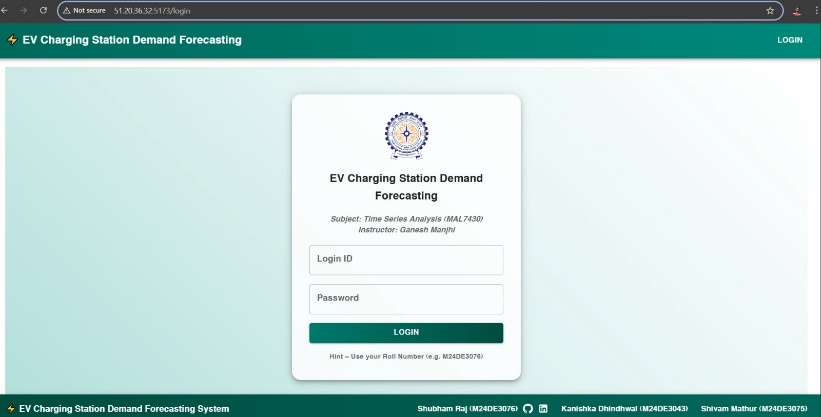 Not secure 51.20.36.32:5173/login
EV Charging Station Demand Forecasting
LOGIN
EV Charging Station Demand
Forecasting
Subject: Time Series Analysis (MAL7430)
Instructor: Ganesh Manjhi
Login ID
Password
LOGIN
Hint – Use your Roll Number (e.g. M24DE3076)
EV Charging Station Demand Forecasting System
Shubham Raj (M24DE3076)
Kanishka Dhindhwal (M24DE3043)
Shivam Mathur (M24DE3075)